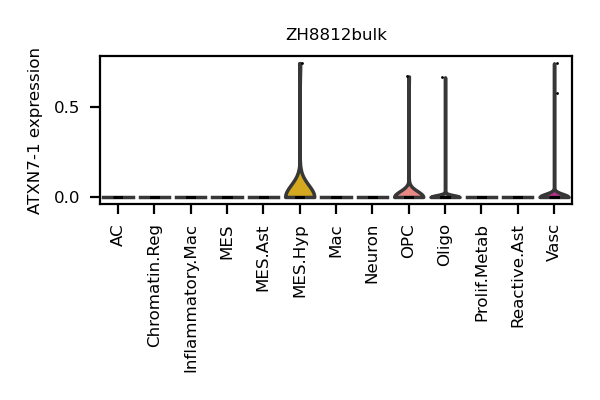 ZH8812bulk
ATXN7-1 expression
0.5
0.0
AC
Chromatin.Reg
Inflammatory.Mac
MES
MES.Ast
MES.Hyp
Mac
Neuron
OPC
Oligo
Prolif.Metab
Reactive.Ast
Vasc